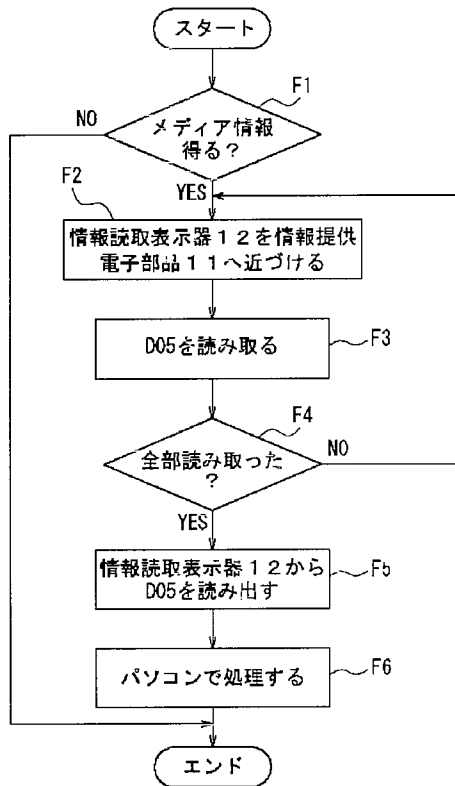 スタート
F1
NO
メディア情報
得る？
YES
F2
情報読取表示器１２を情報提供
電子部品１１へ近づける
D05を読み取る
F3
F4
全部読み取った
？
NO
YES
情報読取表示器１２から
D05を読み出す
F5
パソコンで処理する
F6
エンド